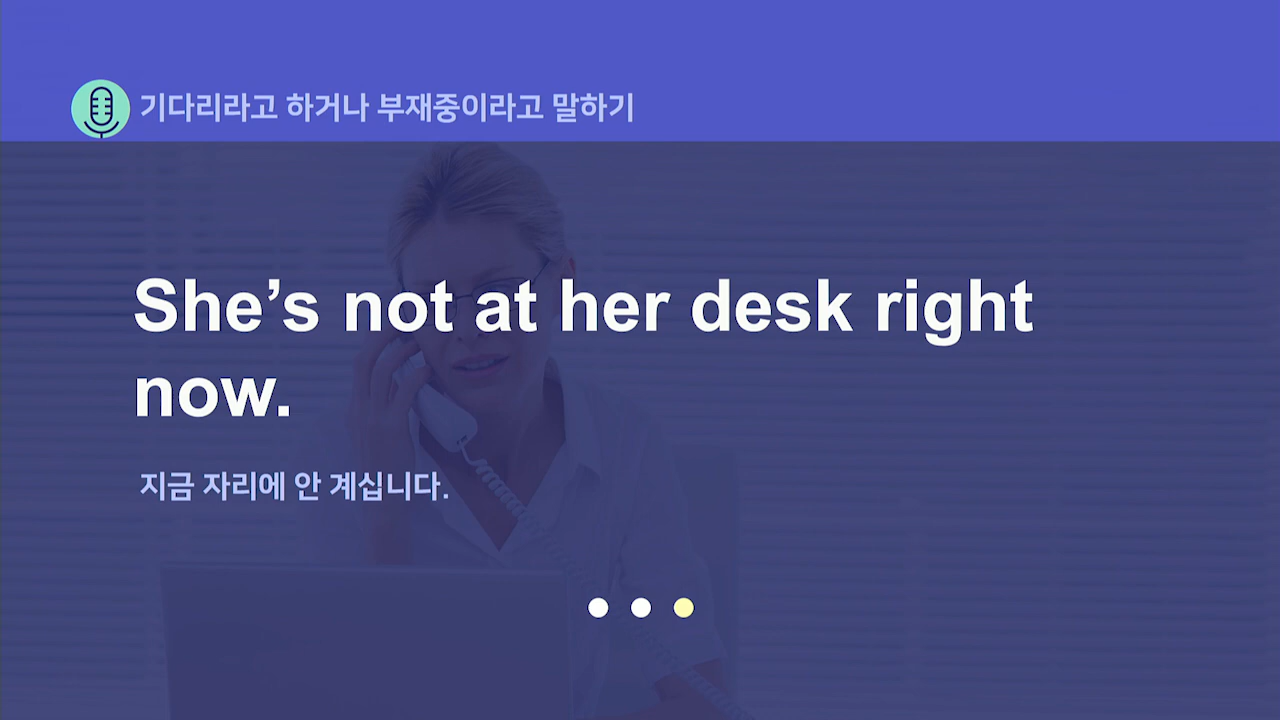 기다리라고 하거나 부재중이라고 말하기
She’s not at her desk right
now.
지금 자리에 안 계십니다.